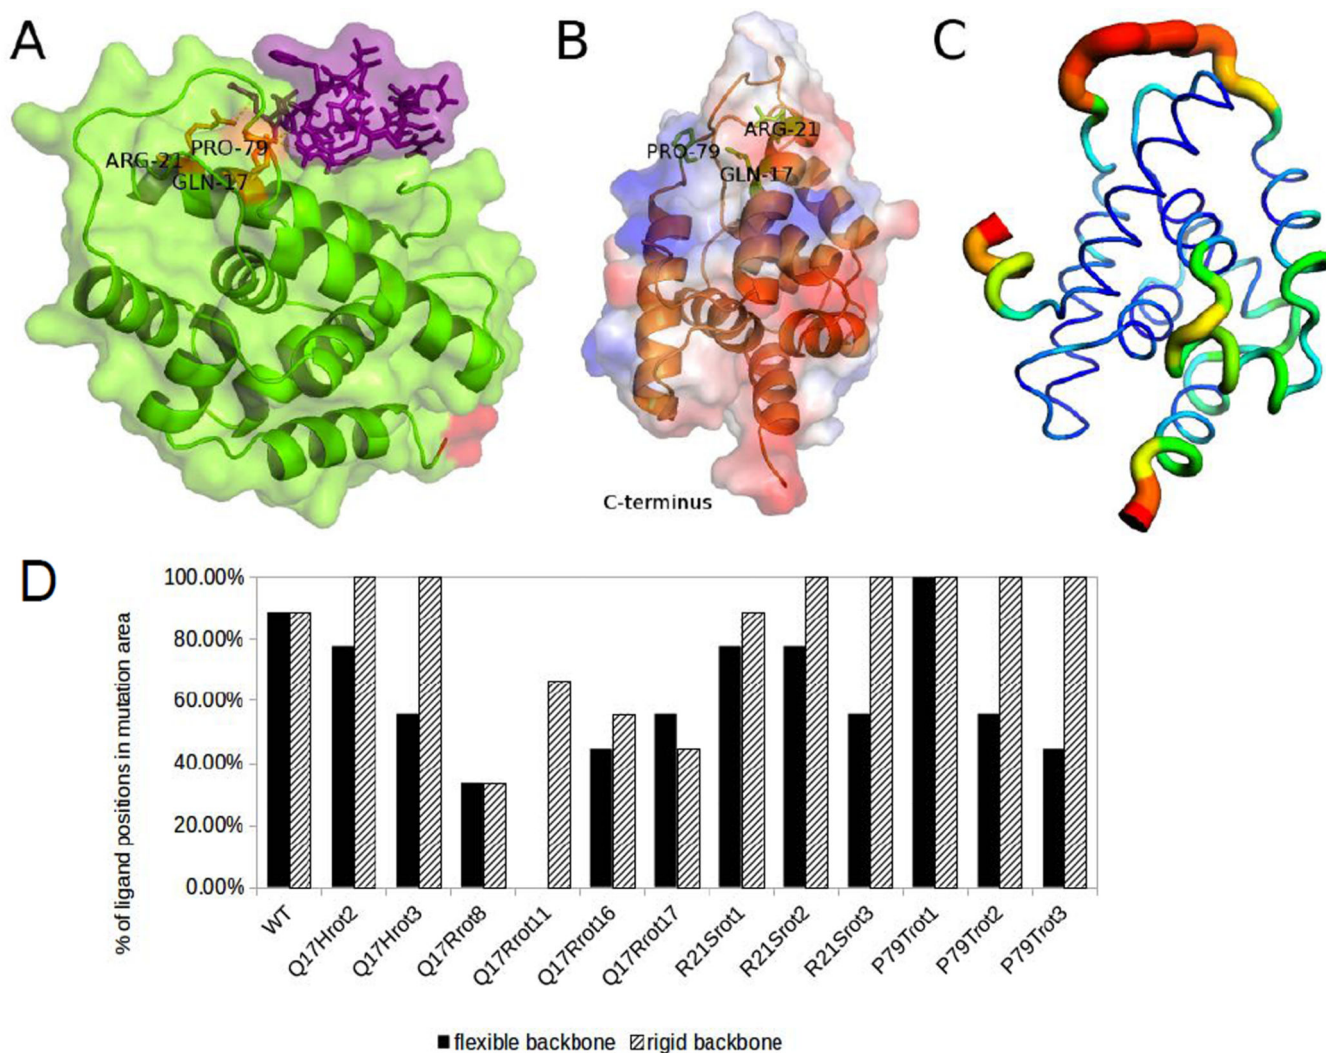 A
B
C
ARG-21
PRO-79
GLN-17
PRO-79
ARG-21
GLN-17
C-terminus
D
% of ligand positions in mutation area
100.00%
80.00%
60.00%
40.00%
20.00%
0.00%
WT
Q17Hrot2
Q17Hrot3
Q17Rrot8
Q17Rrot11
Q17Rrot16
Q17Rrot17
R21Srot1
R21Srot2
R21Srot3
P79Trot1
P79Trot2
P79Trot3
flexible backbone rigid backbone